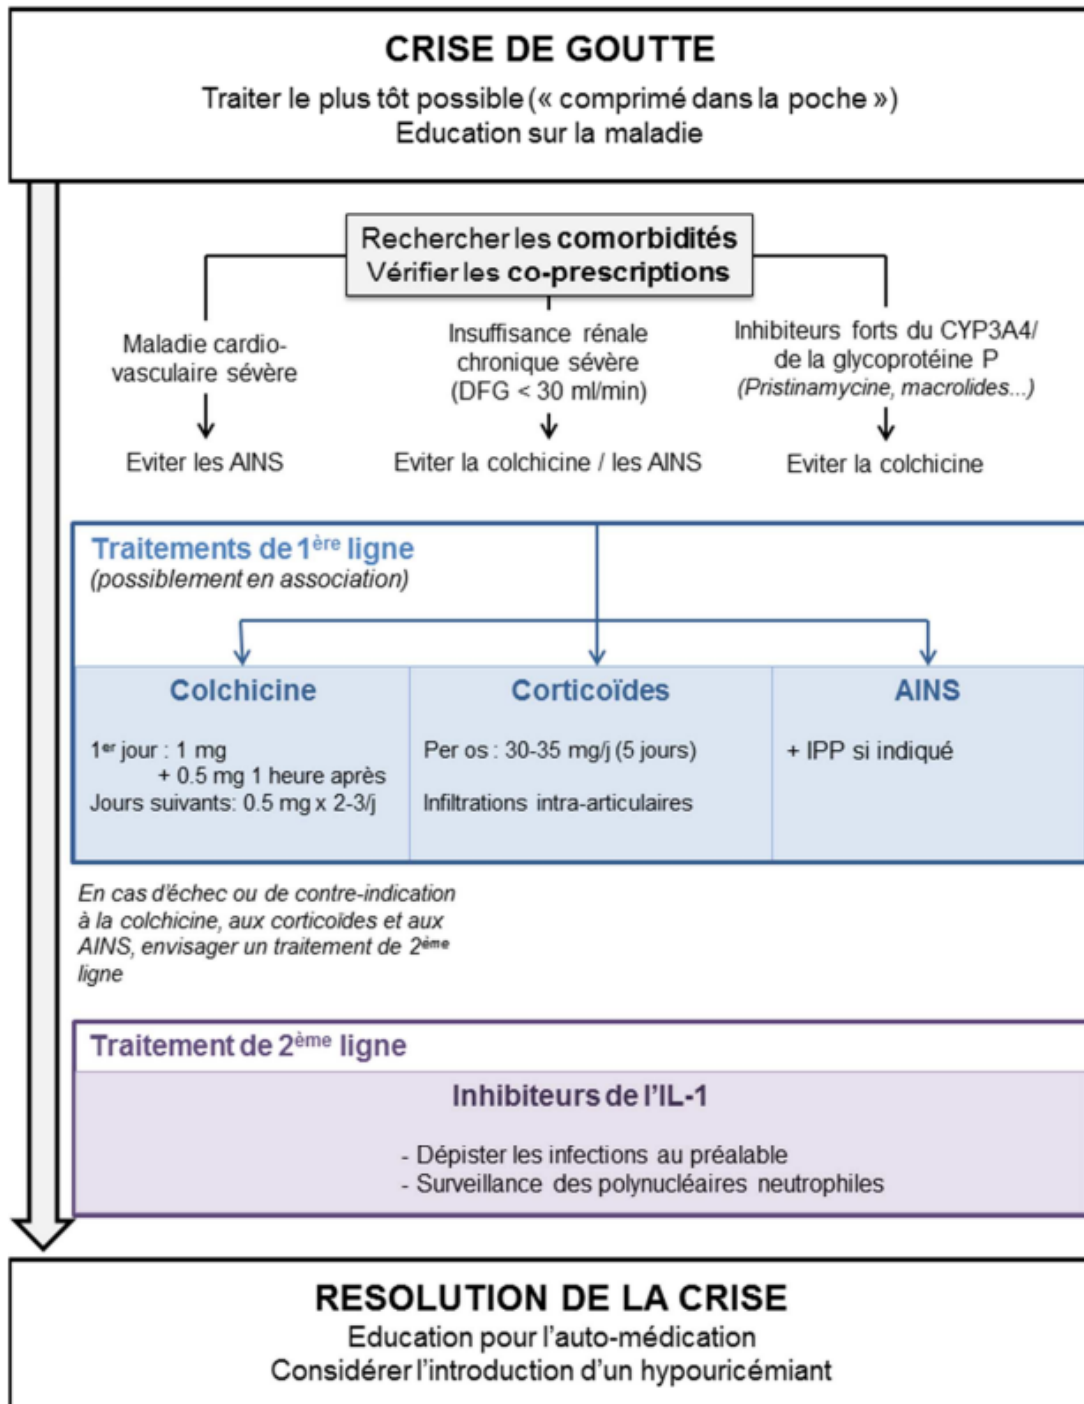 CRISE DE GOUTTE
Traiter le plus tôt possible (« comprimé dans la poche »)
Education sur la maladie
Rechercher les comorbidités
Vérifier les co-prescriptions
Maladie cardio-
vasculaire sévère
Eviter les AINS
Insuffisance rénale
chronique sévère
(DFG < 30 ml/min)
Eviter la colchicine / les AINS
Inhibiteurs forts du CYP3A4/
de la glycoprotéine P
(Pristinamycine, macrolides...)
Eviter la colchicine
Traitements de 1ère ligne
(possiblement en association)
Colchicine
1er jour : 1 mg
+ 0.5 mg 1 heure après
Jours suivants: 0.5 mg x 2-3/j
Corticoïdes
Per os : 30-35 mg/j (5 jours)
Infiltrations intra-articulaires
AINS
+ IPP si indiqué
En cas d'échec ou de contre-indication
à la colchicine, aux corticoïdes et aux
AINS, envisager un traitement de 2ème
ligne
Traitement de 2ème ligne
Inhibiteurs de l'IL-1
- Dépister les infections au préalable
- Surveillance des polynucléaires neutrophiles
RESOLUTION DE LA CRISE
Education pour l'auto-médication
Considérer l'introduction d'un hypouricémiant